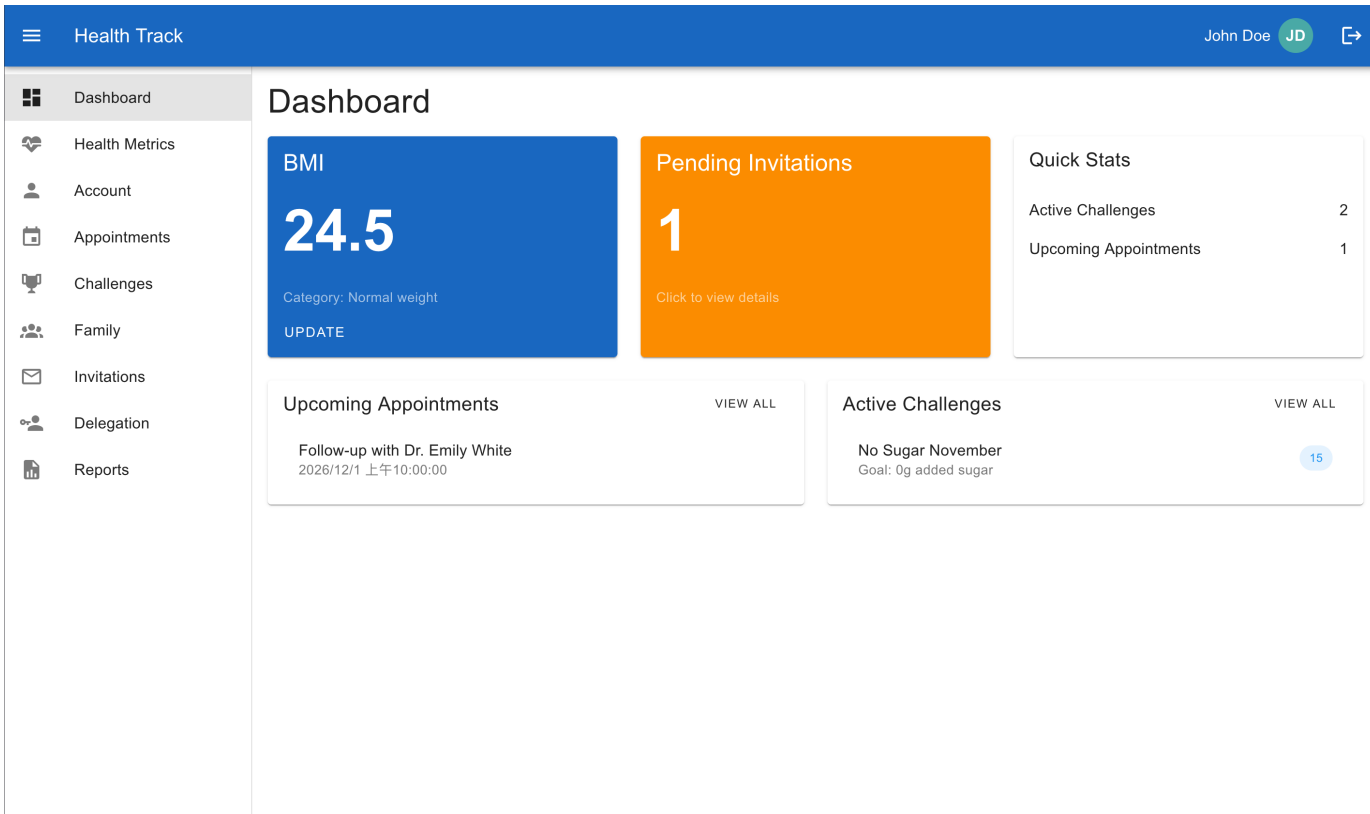 Health Track
John Doe JD
Dashboard
Health Metrics
Account
Appointments
Challenges
Family
Invitations
Delegation
Reports
Dashboard
BMI
24.5
Category: Normal weight
UPDATE
Pending Invitations
1
Click to view details
Quick Stats
Active Challenges 2
Upcoming Appointments 1
Upcoming Appointments VIEW ALL
Follow-up with Dr. Emily White
2026/12/1 上午10:00:00
Active Challenges VIEW ALL
No Sugar November
Goal: 0g added sugar
15